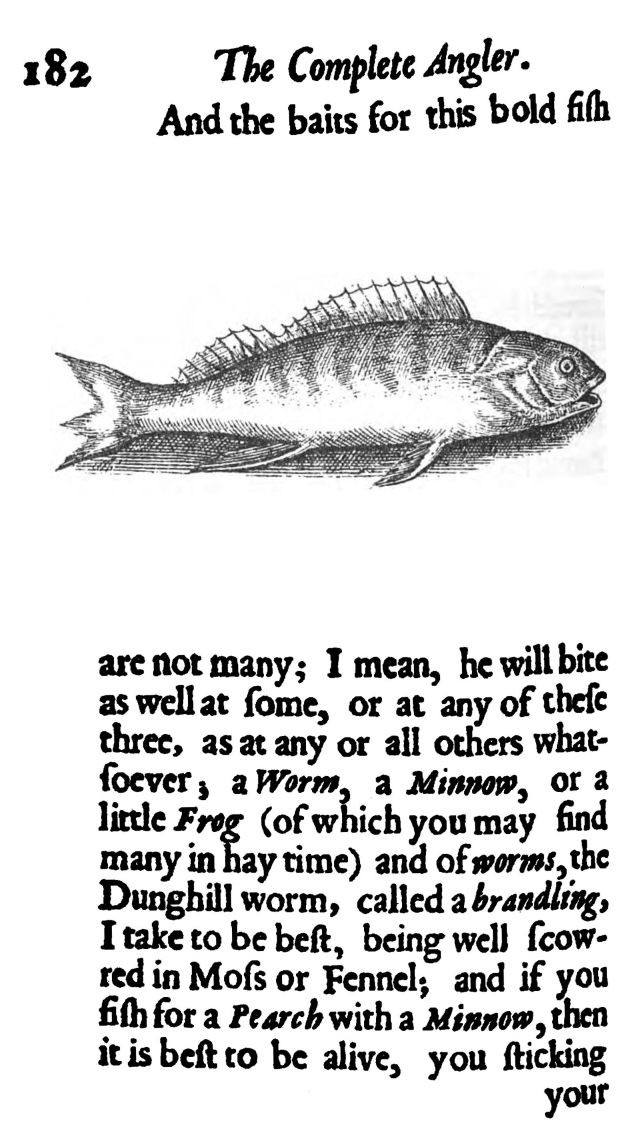 182 The Complete Angler.
And the baits for this bold fiſh
are not many; I mean, he will bite
as well at ſome, or at any of theſe
three, as at any or all others what-
ſoever; a Worm, a Minnow, or a
little Frog (of which you may find
many in hay time) and of worms, the
Dunghill worm, called a brandling,
I take to be beſt, being well ſcow-
red in Moſs or Fennel; and if you
fiſh for a Pearch with a Minnow, then
it is beſt to be alive, you ſticking
your